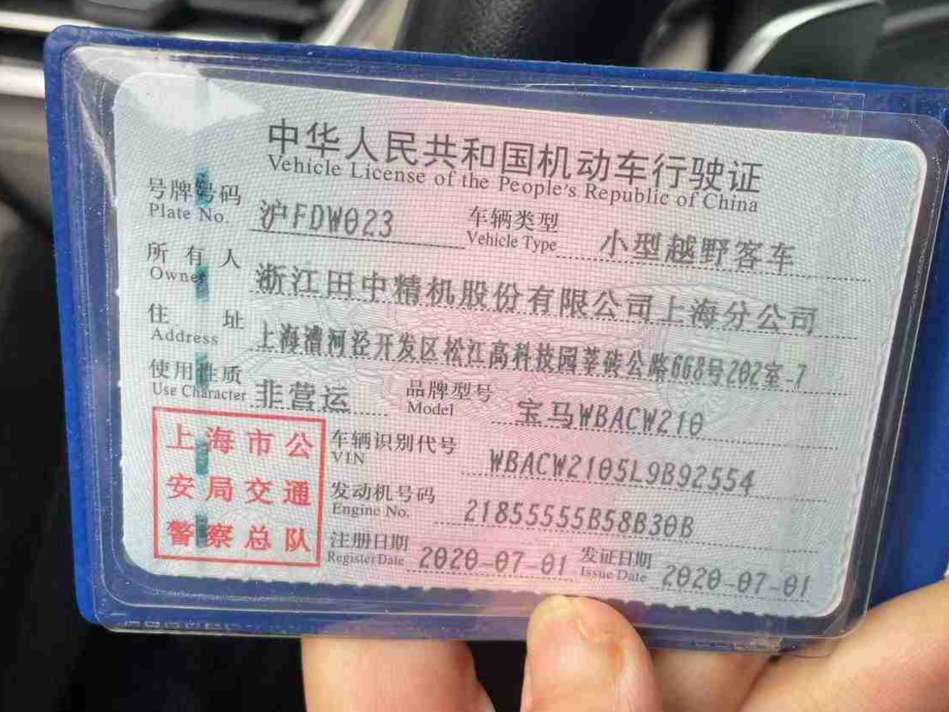 中华人民共和国机动车行驶证
Vehicle License of the People's Republic of China
号牌号码 沪FDW023 车辆类型 小型越野客车
Plate No. Vehicle Type
所有人 浙江田中精机股份有限公司上海分公司
Owner
住址 上海漕河泾开发区松江高科技园莘砖公路668号202室-7
Address
使用性质 非营运 品牌型号 宝马WBACW210
Use Character Model
上海市公
安局交通
警察总队
车辆识别代号 WBACW2105L9B92554
VIN
发动机号码 21855555B58B30B
Engine No.
注册日期 2020-07-01 发证日期 2020-07-01
Register Date Issue Date